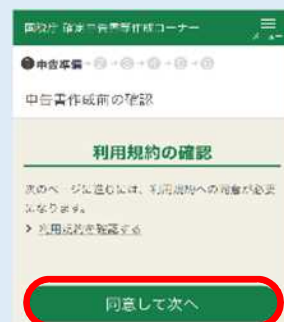 国税庁 確定申告書等作成コーナー
メニュー
申告準備
申告書作成前の確認
利用規約の確認
次のページに進むには、利用規約への同意が必要
になります。
> 利用規約を確認する
同意して次へ